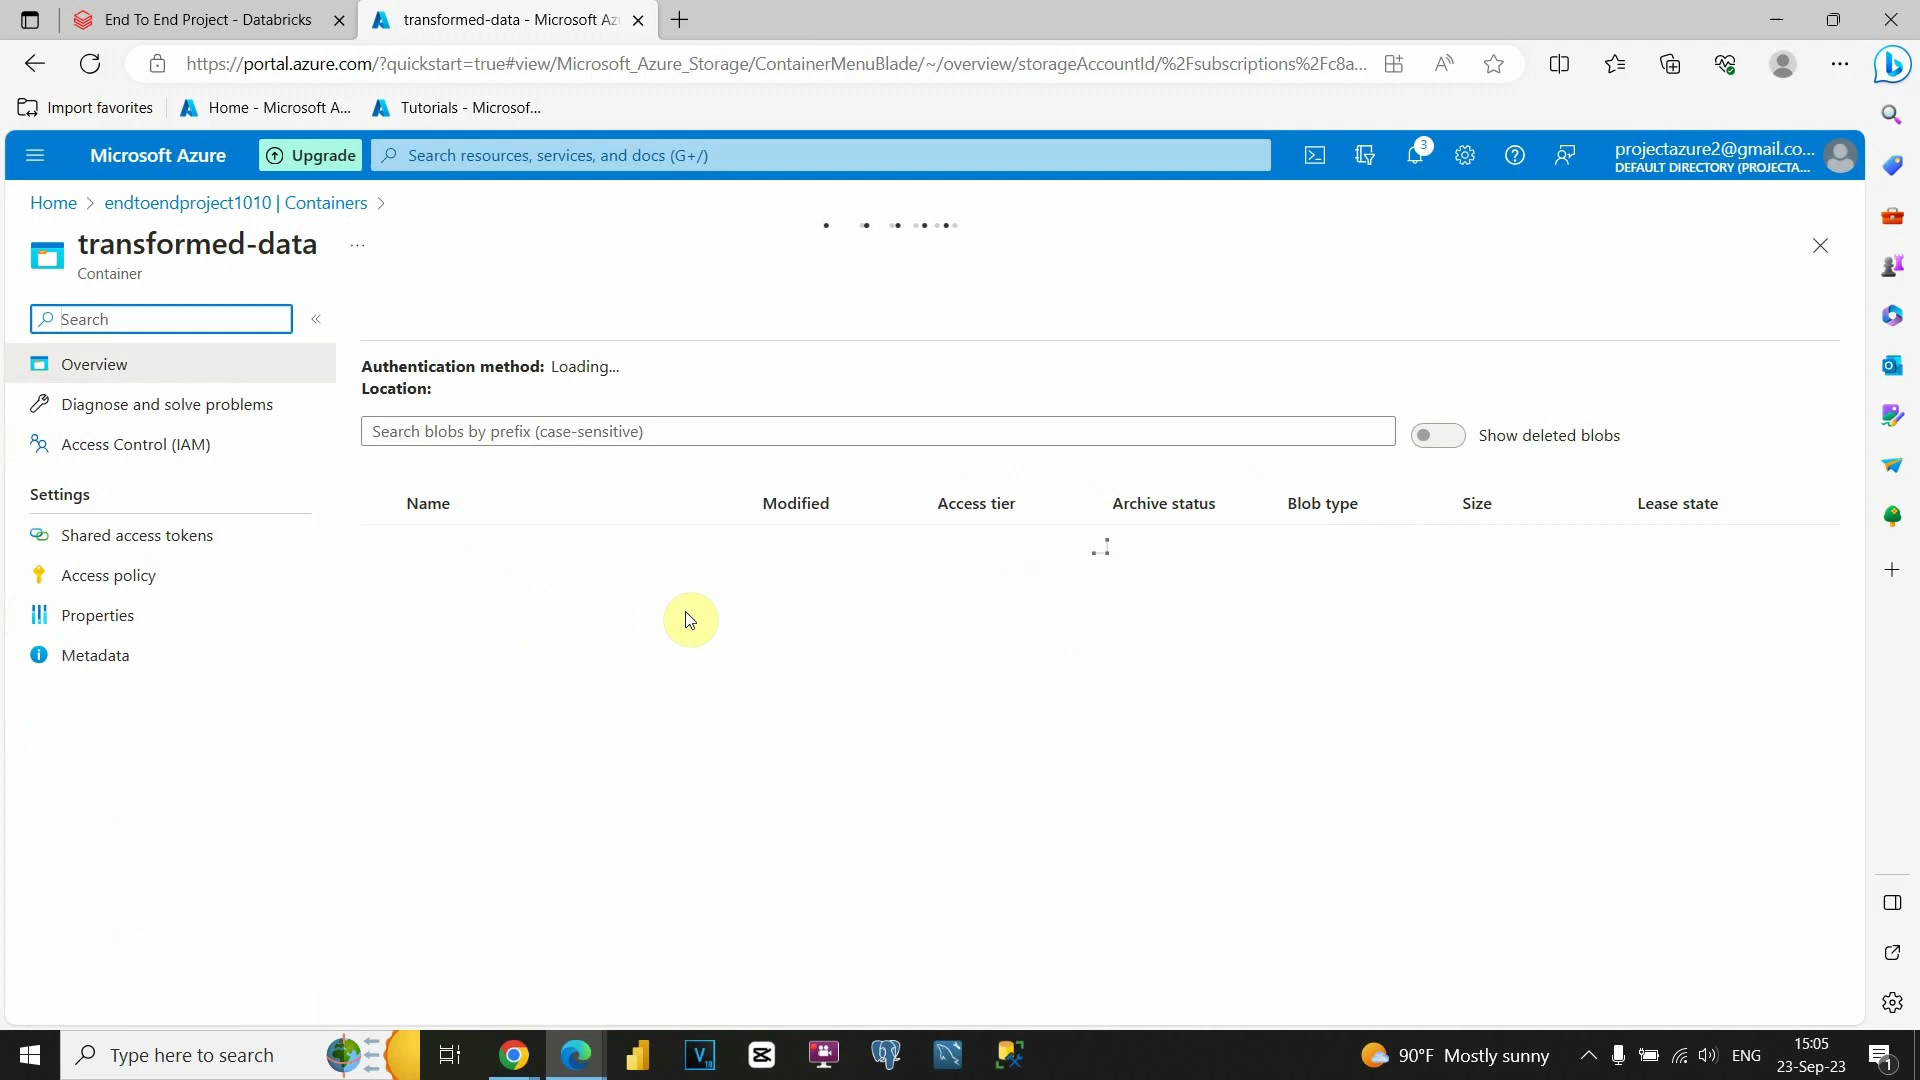 End To End Project - Databricks
transformed-data - Microsoft Az
https://portal.azure.com/?quickstart=true#view/Microsoft_Azure_Storage/ContainerMenuBlade/~/overview/storageAccountId/%2Fsubscriptions%2Fc8a...
Import favorites
Home - Microsoft A...
Tutorials - Microsof...
Microsoft Azure
Upgrade
Search resources, services, and docs (G+/)
3
projectazure2@gmail.co...
DEFAULT DIRECTORY (PROJECTA...
Home > endtoendproject1010 | Containers >
transformed-data ...
Container
Search
«
Overview
Diagnose and solve problems
Access Control (IAM)
Settings
Shared access tokens
Access policy
Properties
Metadata
Authentication method: Loading...
Location:
Search blobs by prefix (case-sensitive)
Show deleted blobs
Name Modified Access tier Archive status Blob type Size Lease state
Type here to search
90°F Mostly sunny
ENG
15:05
23-Sep-23
1